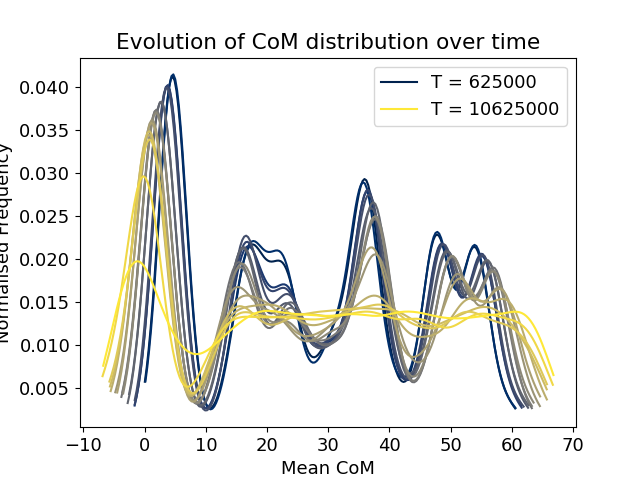 Evolution of CoM distribution over time
T = 625000
T = 10625000
0.040
0.035
0.030
0.025
0.020
0.015
0.010
0.005
Normalised Frequency
−10 0 10 20 30 40 50 60 70
Mean CoM